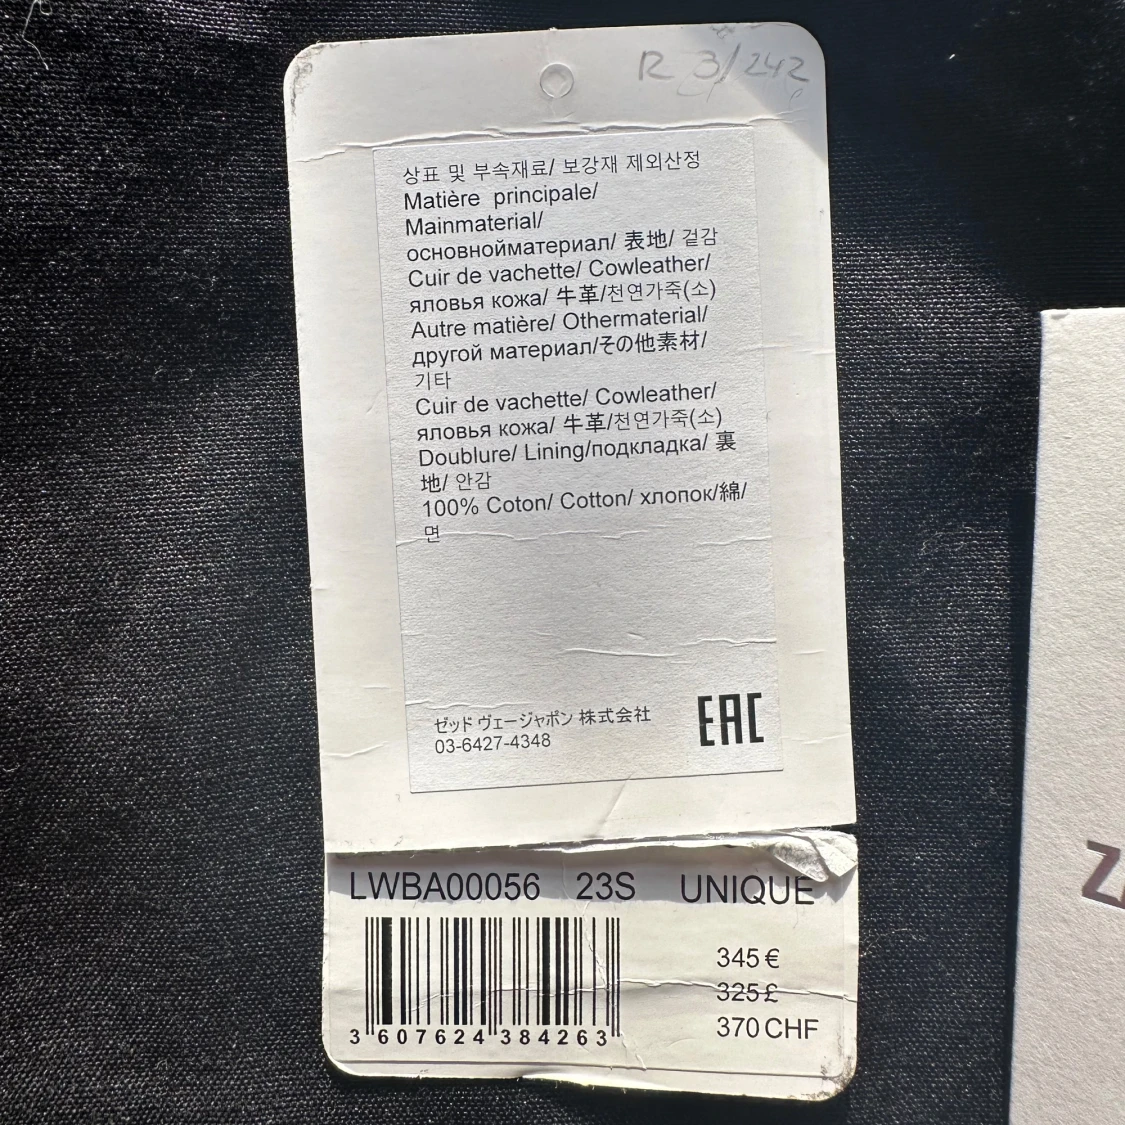 R 3/242
상표 및 부속재료/ 보강재 제외산정
Matière principale/
Mainmaterial/
основнойматериал/ 表地/ 겉감
Cuir de vachette/ Cowleather/
яловья кожа/ 牛革/천연가죽(소)
Autre matière/ Othermaterial/
другой материал/その他素材/
기타
Cuir de vachette/ Cowleather/
яловья кожа/ 牛革/천연가죽(소)
Doublure/ Lining/подкладка/ 裏
地/ 안감
100% Coton/ Cotton/ хлопок/綿/
면
ゼッド ヴェージャポン 株式会社
03-6427-4348
EAC
LWBA00056 23S UNIQUE
345 €
325 £
370 CHF
3 607624 384263